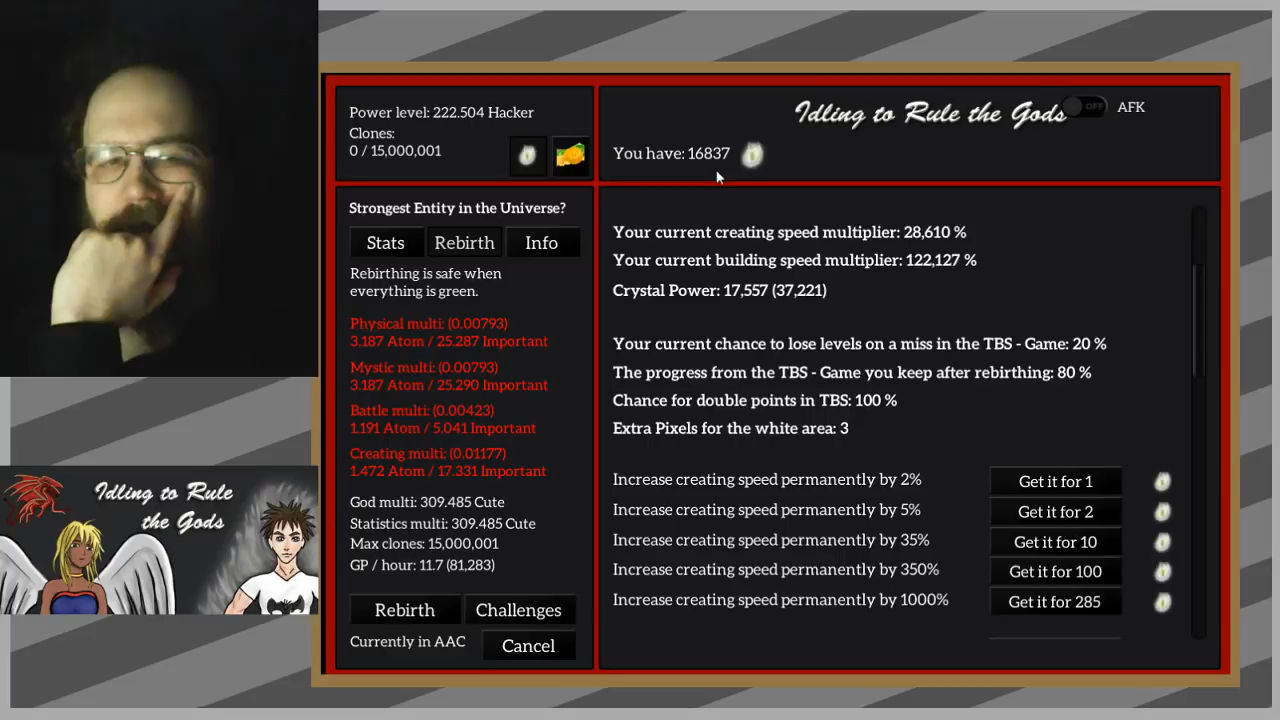 Power level: 222.504 Hacker
Clones:
0 / 15,000,001
Idling to Rule the Gods
OFF
AFK
You have: 16837
Strongest Entity in the Universe?
Stats
Rebirth
Info
Rebirthing is safe when
everything is green.
Physical multi: (0.00793)
3.187 Atom / 25.287 Important
Mystic multi: (0.00793)
3.187 Atom / 25.290 Important
Battle multi: (0.00423)
1.191 Atom / 5.041 Important
Creating multi: (0.01177)
1.472 Atom / 17.331 Important
God multi: 309.485 Cute
Statistics multi: 309.485 Cute
Max clones: 15,000,001
GP / hour: 11.7 (81,283)
Rebirth
Challenges
Currently in AAC
Cancel
Your current creating speed multiplier: 28,610 %
Your current building speed multiplier: 122,127 %
Crystal Power: 17,557 (37,221)
Your current chance to lose levels on a miss in the TBS - Game: 20 %
The progress from the TBS - Game you keep after rebirthing: 80 %
Chance for double points in TBS: 100 %
Extra Pixels for the white area: 3
Increase creating speed permanently by 2%
Get it for 1
Increase creating speed permanently by 5%
Get it for 2
Increase creating speed permanently by 35%
Get it for 10
Increase creating speed permanently by 350%
Get it for 100
Increase creating speed permanently by 1000%
Get it for 285
Idling to Rule
the Gods